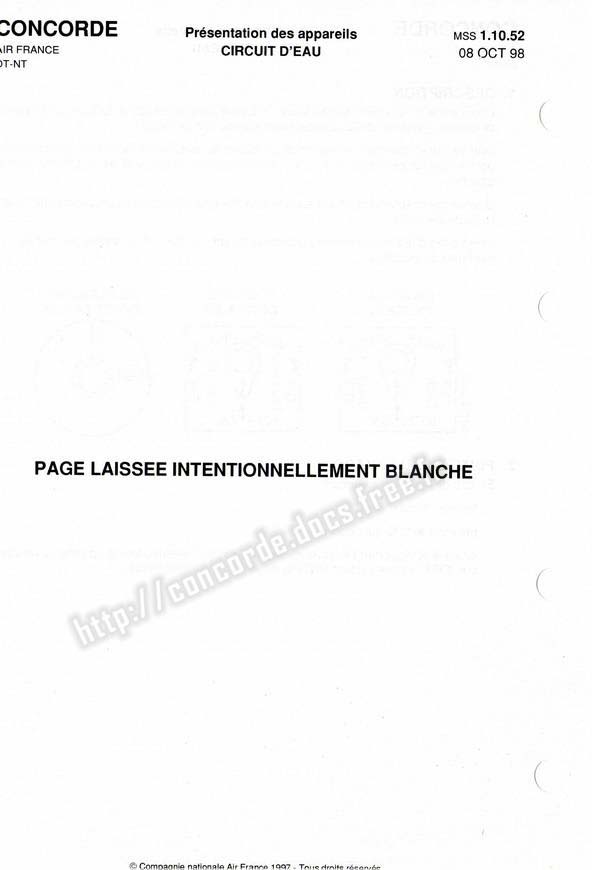 CONCORDE
AIR FRANCE
OT-NT
Présentation des appareils
CIRCUIT D'EAU
MSS 1.10.52
08 OCT 98
PAGE LAISSEE INTENTIONNELLEMENT BLANCHE
http://concorde.docs.free.fr
© Compagnie nationale Air France 1997 - Tous droits réservés